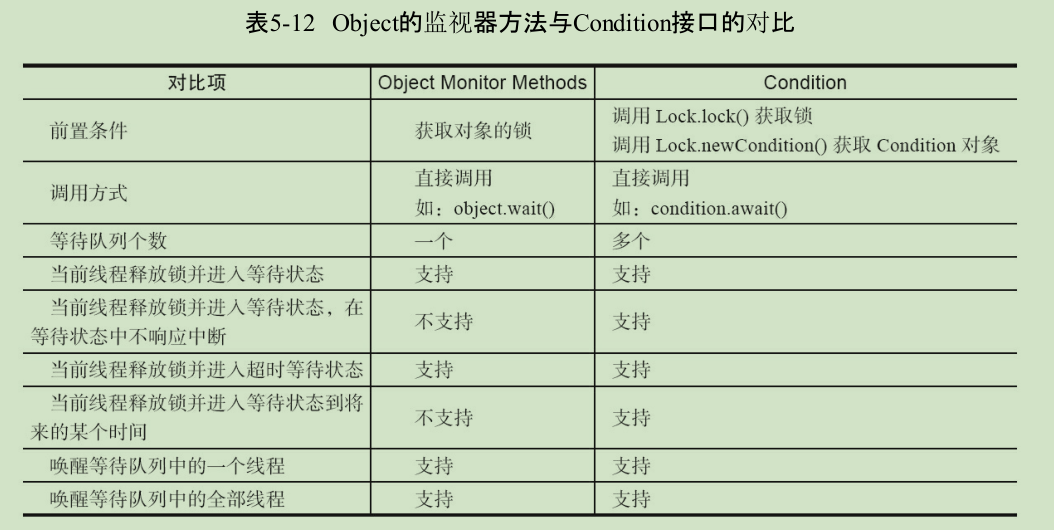 表5-12 Object的监视器方法与Condition接口的对比
对比项 Object Monitor Methods Condition
前置条件 获取对象的锁 调用 Lock.lock() 获取锁
调用 Lock.newCondition() 获取 Condition 对象
调用方式 直接调用 直接调用
如：object.wait() 如：condition.await()
等待队列个数 一个 多个
当前线程释放锁并进入等待状态 支持 支持
当前线程释放锁并进入等待状态，在
等待状态中不响应中断 不支持 支持
当前线程释放锁并进入超时等待状态 支持 支持
当前线程释放锁并进入等待状态到将
来的某个时间 不支持 支持
唤醒等待队列中的一个线程 支持 支持
唤醒等待队列中的全部线程 支持 支持